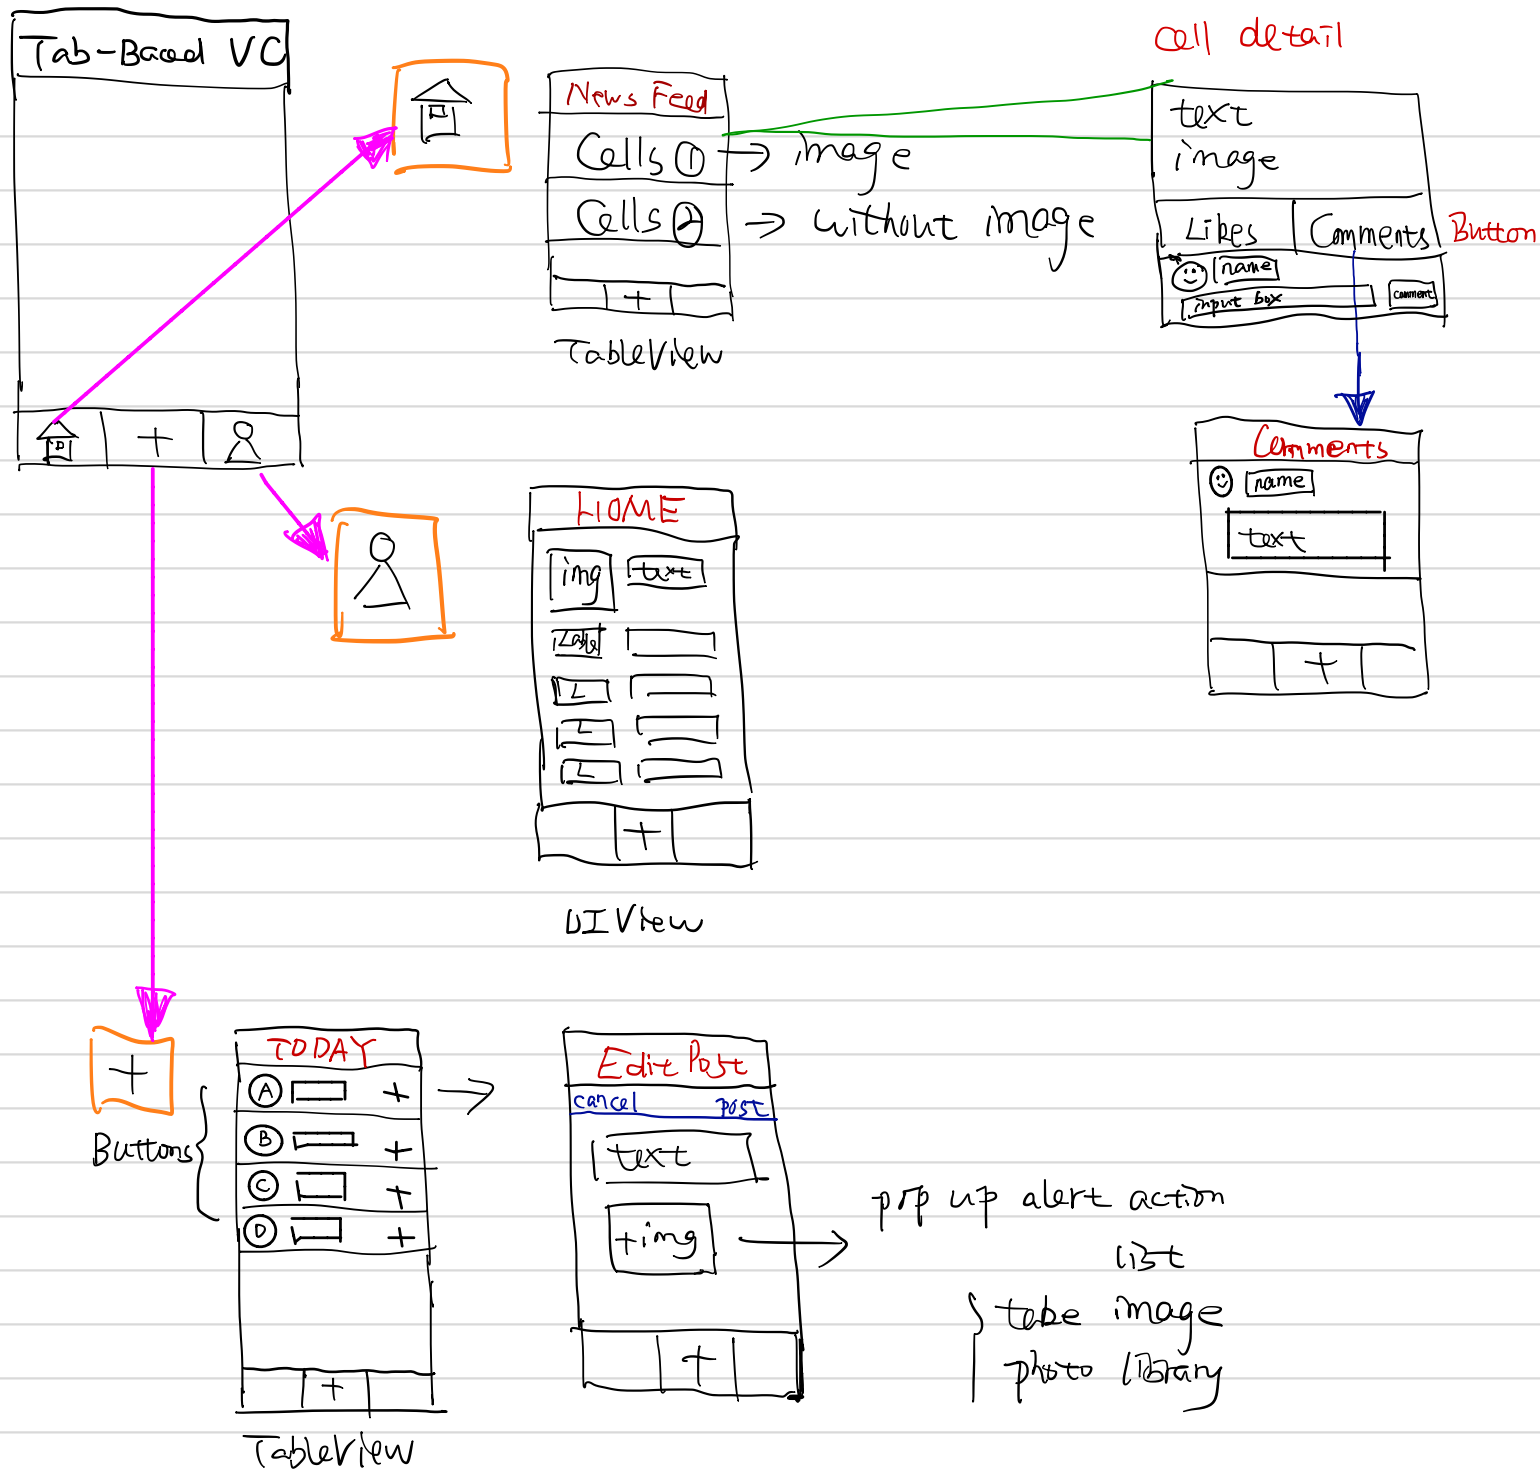 Tab-Based VC
+
News Feed
Cells ① → image
Cells ② → without image
+
TableView
cell detail
text
image
Likes
Comments
Button
name
input box
comment
Comments
name
text
+
HOME
img
text
Lable
L
L
L
+
UIView
+
Buttons
TODAY
A +
B +
C +
D +
+
TableView
Edit Post
cancel post
text
+img
+
pop up alert action
list
take image
photo library